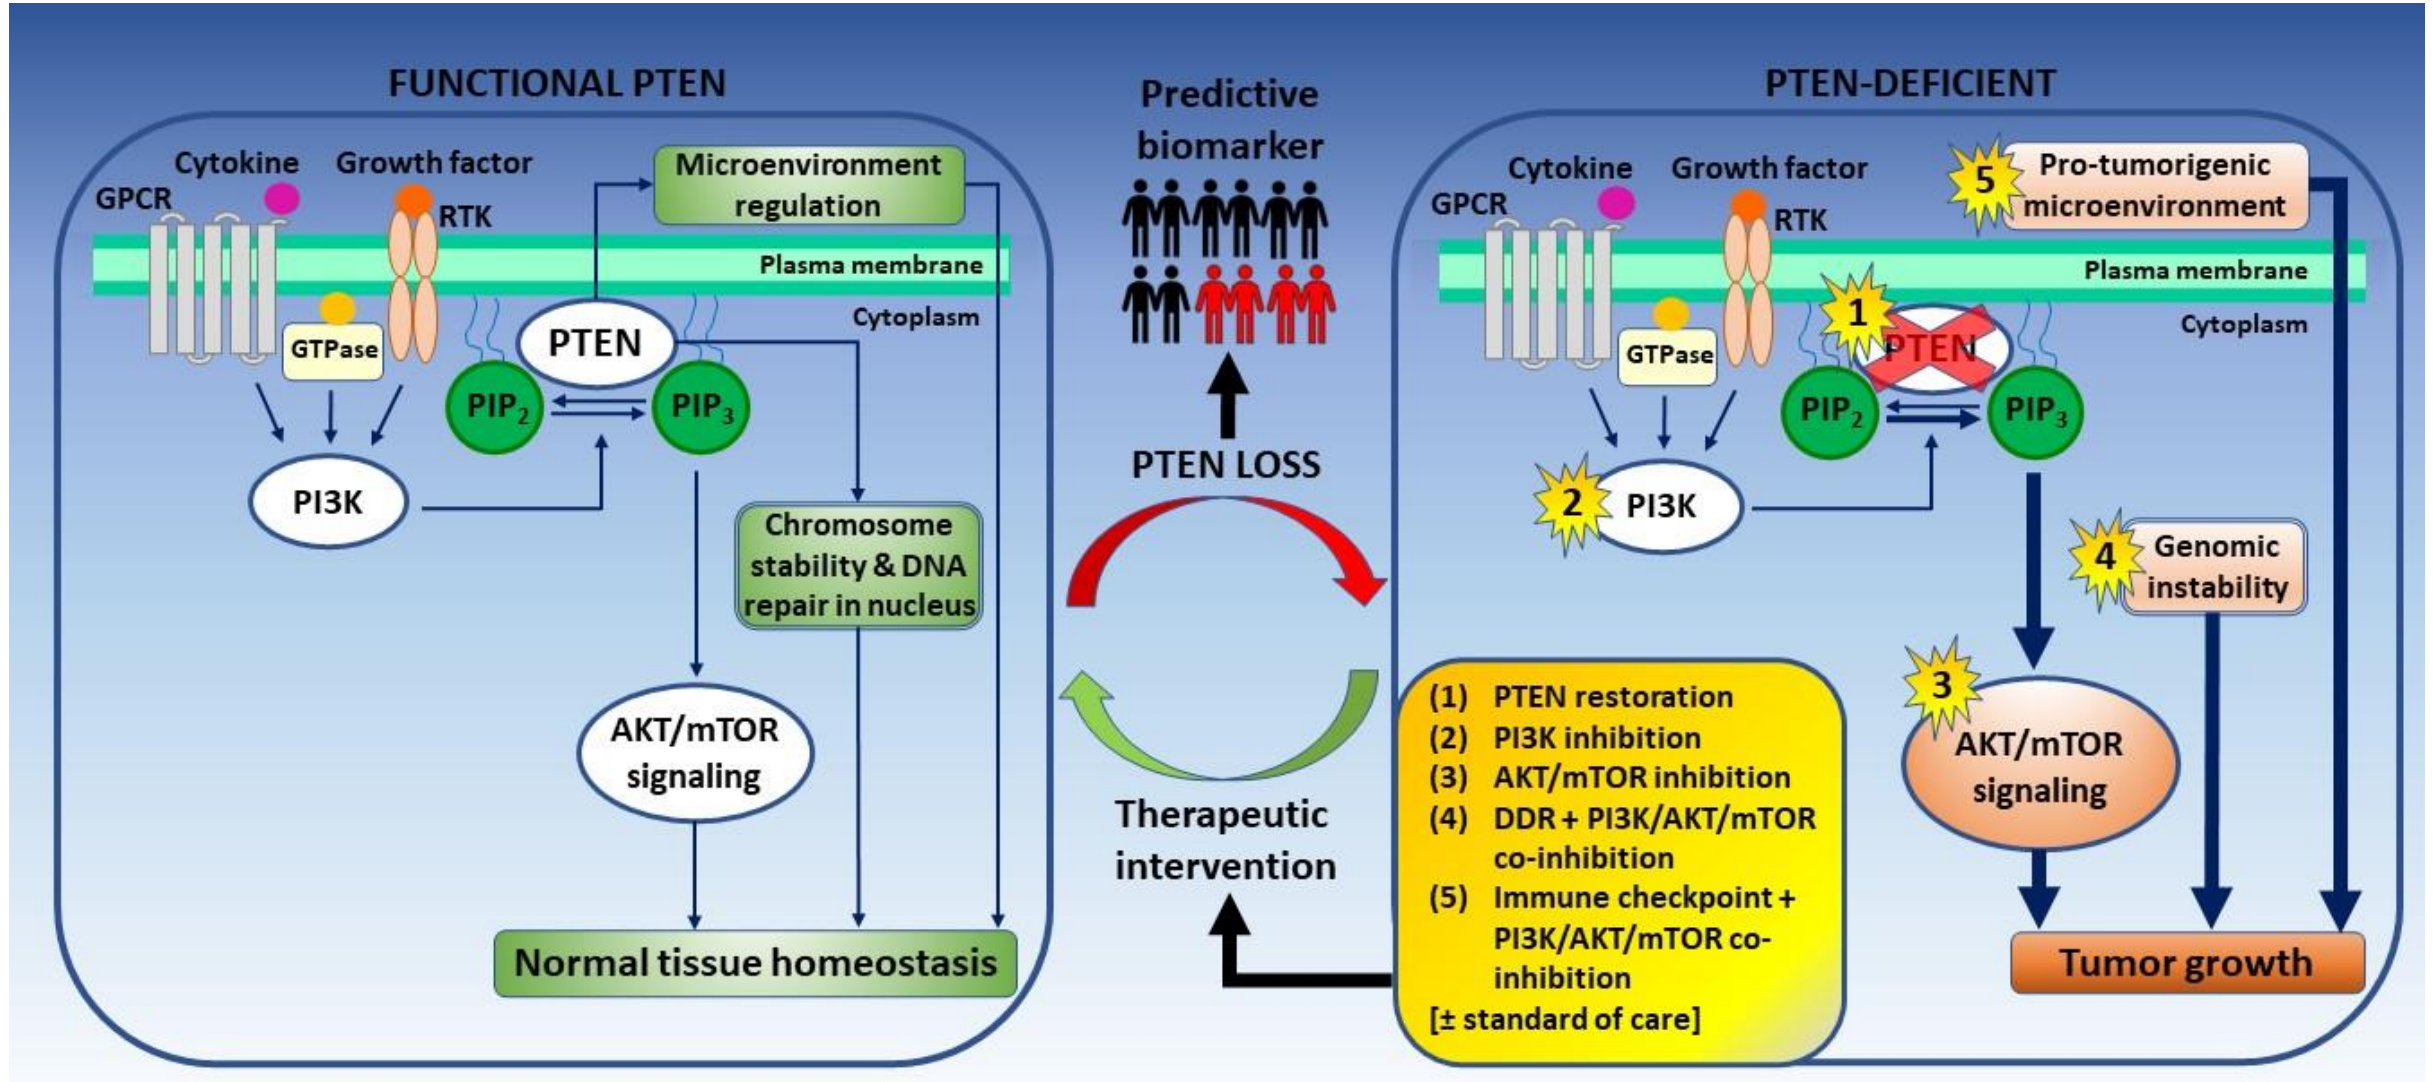 FUNCTIONAL PTEN
Cytokine
Growth factor
GPCR
RTK
Microenvironment
regulation
Plasma membrane
Cytoplasm
GTPase
PTEN
PIP2
PIP3
PI3K
Chromosome
stability & DNA
repair in nucleus
AKT/mTOR
signaling
Normal tissue homeostasis
Predictive
biomarker
PTEN LOSS
Therapeutic
intervention
PTEN-DEFICIENT
Cytokine
Growth factor
GPCR
RTK
5
Pro-tumorigenic
microenvironment
Plasma membrane
Cytoplasm
GTPase
1
PTEN
PIP2
PIP3
2
PI3K
4
Genomic
instability
3
AKT/mTOR
signaling
Tumor growth
(1) PTEN restoration
(2) PI3K inhibition
(3) AKT/mTOR inhibition
(4) DDR + PI3K/AKT/mTOR
co-inhibition
(5) Immune checkpoint +
PI3K/AKT/mTOR co-
inhibition
[± standard of care]